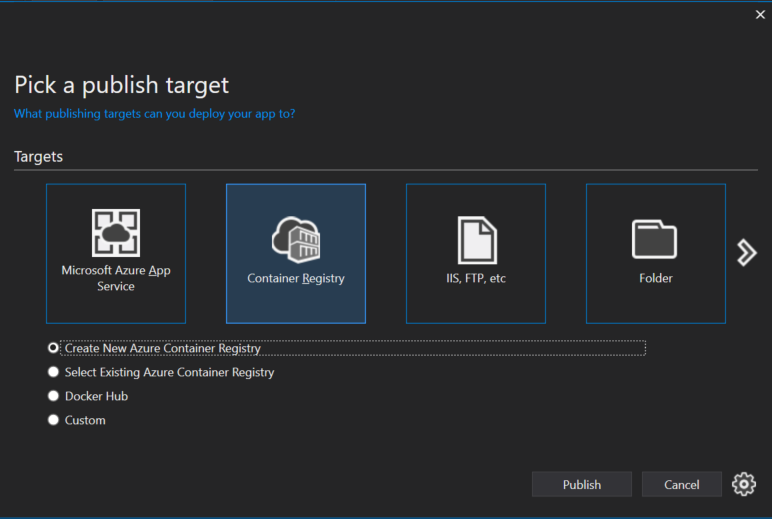 Pick a publish target
What publishing targets can you deploy your app to?
Targets
Microsoft Azure App
Service
Container Registry
IIS, FTP, etc
Folder
Create New Azure Container Registry
Select Existing Azure Container Registry
Docker Hub
Custom
Publish
Cancel